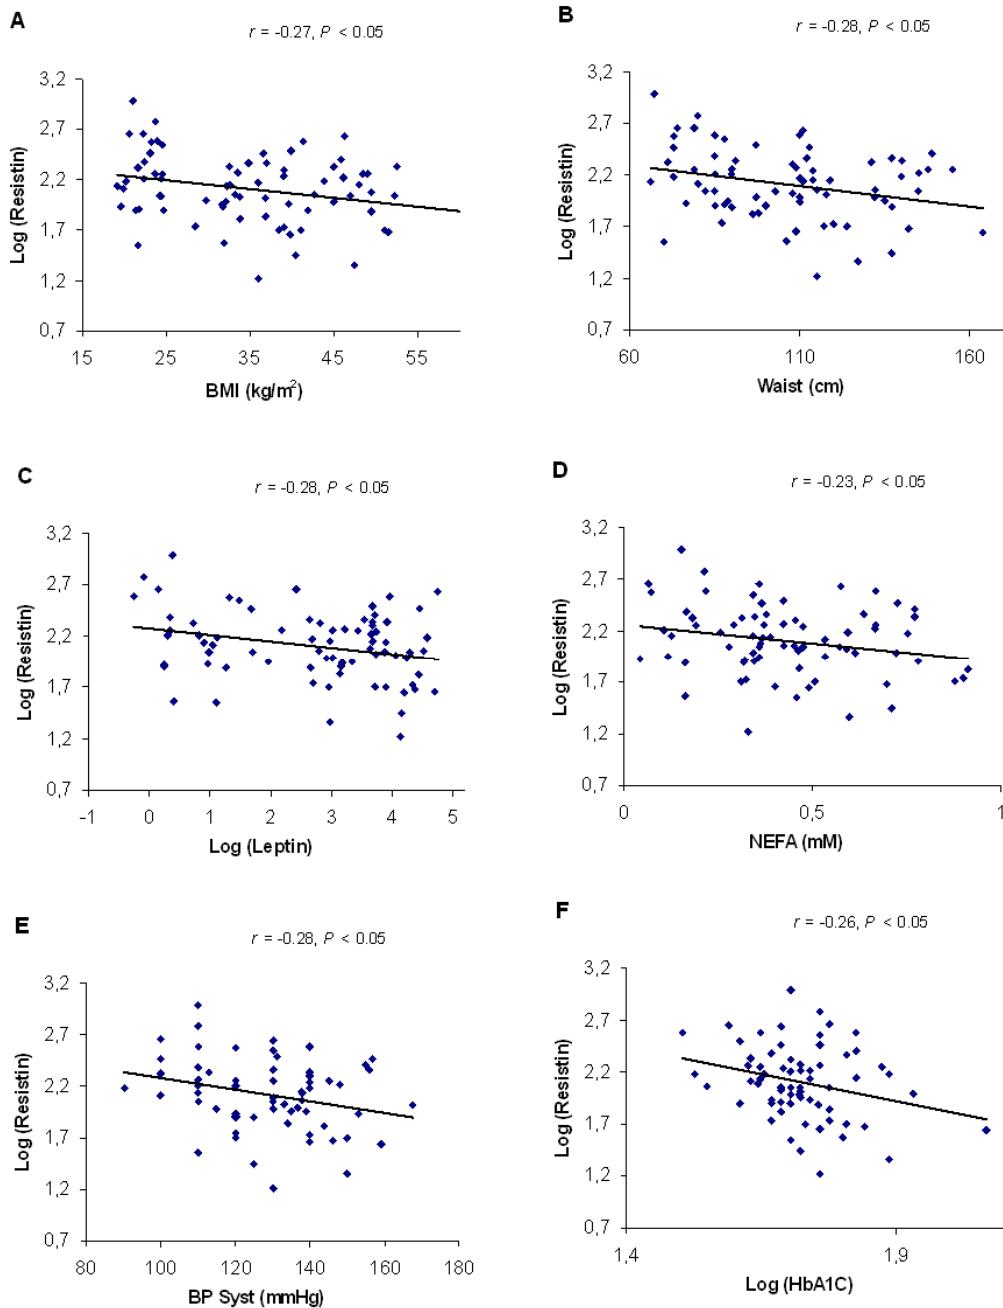 A
r = -0.27, P < 0.05
3,2
2,7
2,2
1,7
1,2
0,7
Log (Resistin)
15 25 35 45 55
BMI (kg/m²)
B
r = -0.28, P < 0.05
3,2
2,7
2,2
1,7
1,2
0,7
Log (Resistin)
60 110 160
Waist (cm)
C
r = -0.28, P < 0.05
3,2
2,7
2,2
1,7
1,2
0,7
Log (Resistin)
-1 0 1 2 3 4 5
Log (Leptin)
D
r = -0.23, P < 0.05
3,2
2,7
2,2
1,7
1,2
0,7
Log (Resistin)
0 0,5 1
NEFA (mM)
E
r = -0.28, P < 0.05
3,2
2,7
2,2
1,7
1,2
0,7
Log (Resistin)
80 100 120 140 160 180
BP Syst (mmHg)
F
r = -0.26, P < 0.05
3,2
2,7
2,2
1,7
1,2
0,7
Log (Resistin)
1,4 1,9
Log (HbA1C)